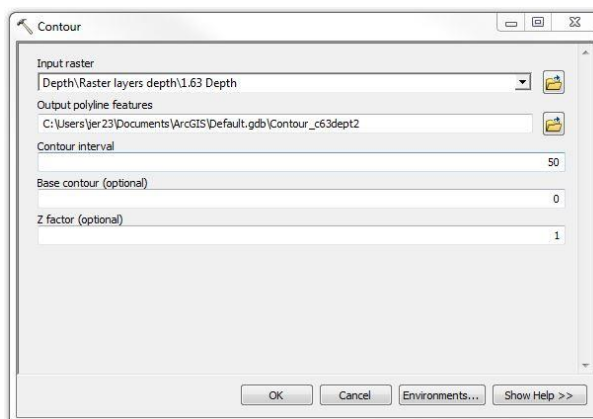 Contour
Input raster
Depth\Raster layers depth\1.63 Depth
Output polyline features
C:\Users\jer23\Documents\ArcGIS\Default.gdb\Contour_c63dept2
Contour interval
50
Base contour (optional)
0
Z factor (optional)
1
OK Cancel Environments... Show Help >>